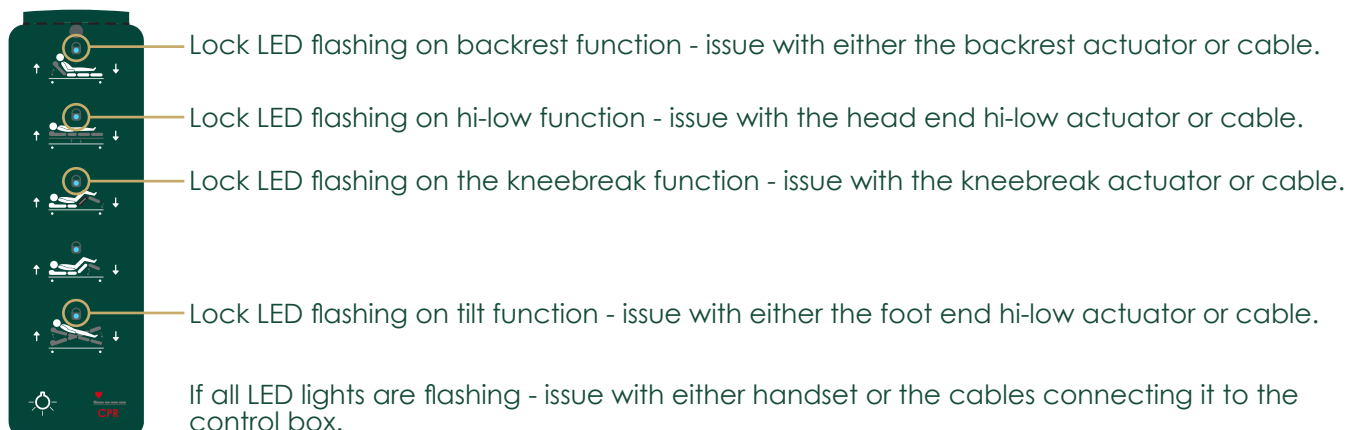 Lock LED flashing on backrest function - issue with either the backrest actuator or cable.
Lock LED flashing on hi-low function - issue with the head end hi-low actuator or cable.
Lock LED flashing on the kneebreak function - issue with the kneebreak actuator or cable.
Lock LED flashing on tilt function - issue with either the foot end hi-low actuator or cable.
CPR
If all LED lights are flashing - issue with either handset or the cables connecting it to the
control box.